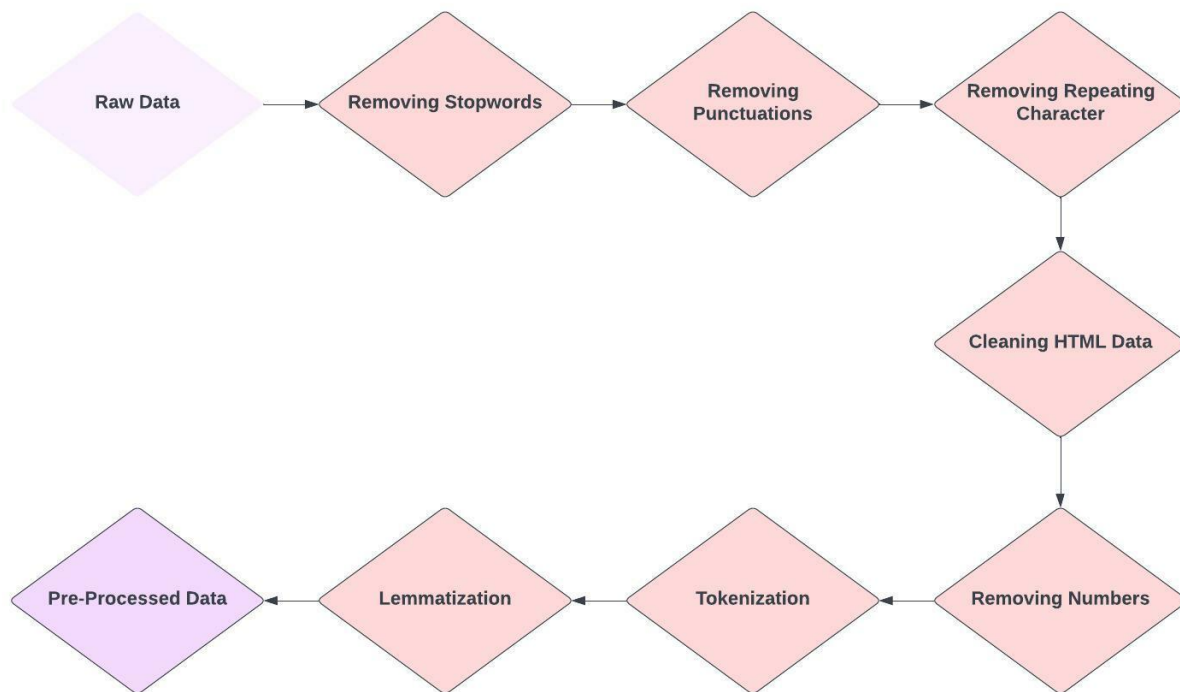 Raw Data
Removing Stopwords
Removing
Punctuations
Removing Repeating
Character
Cleaning HTML Data
Removing Numbers
Tokenization
Lemmatization
Pre-Processed Data